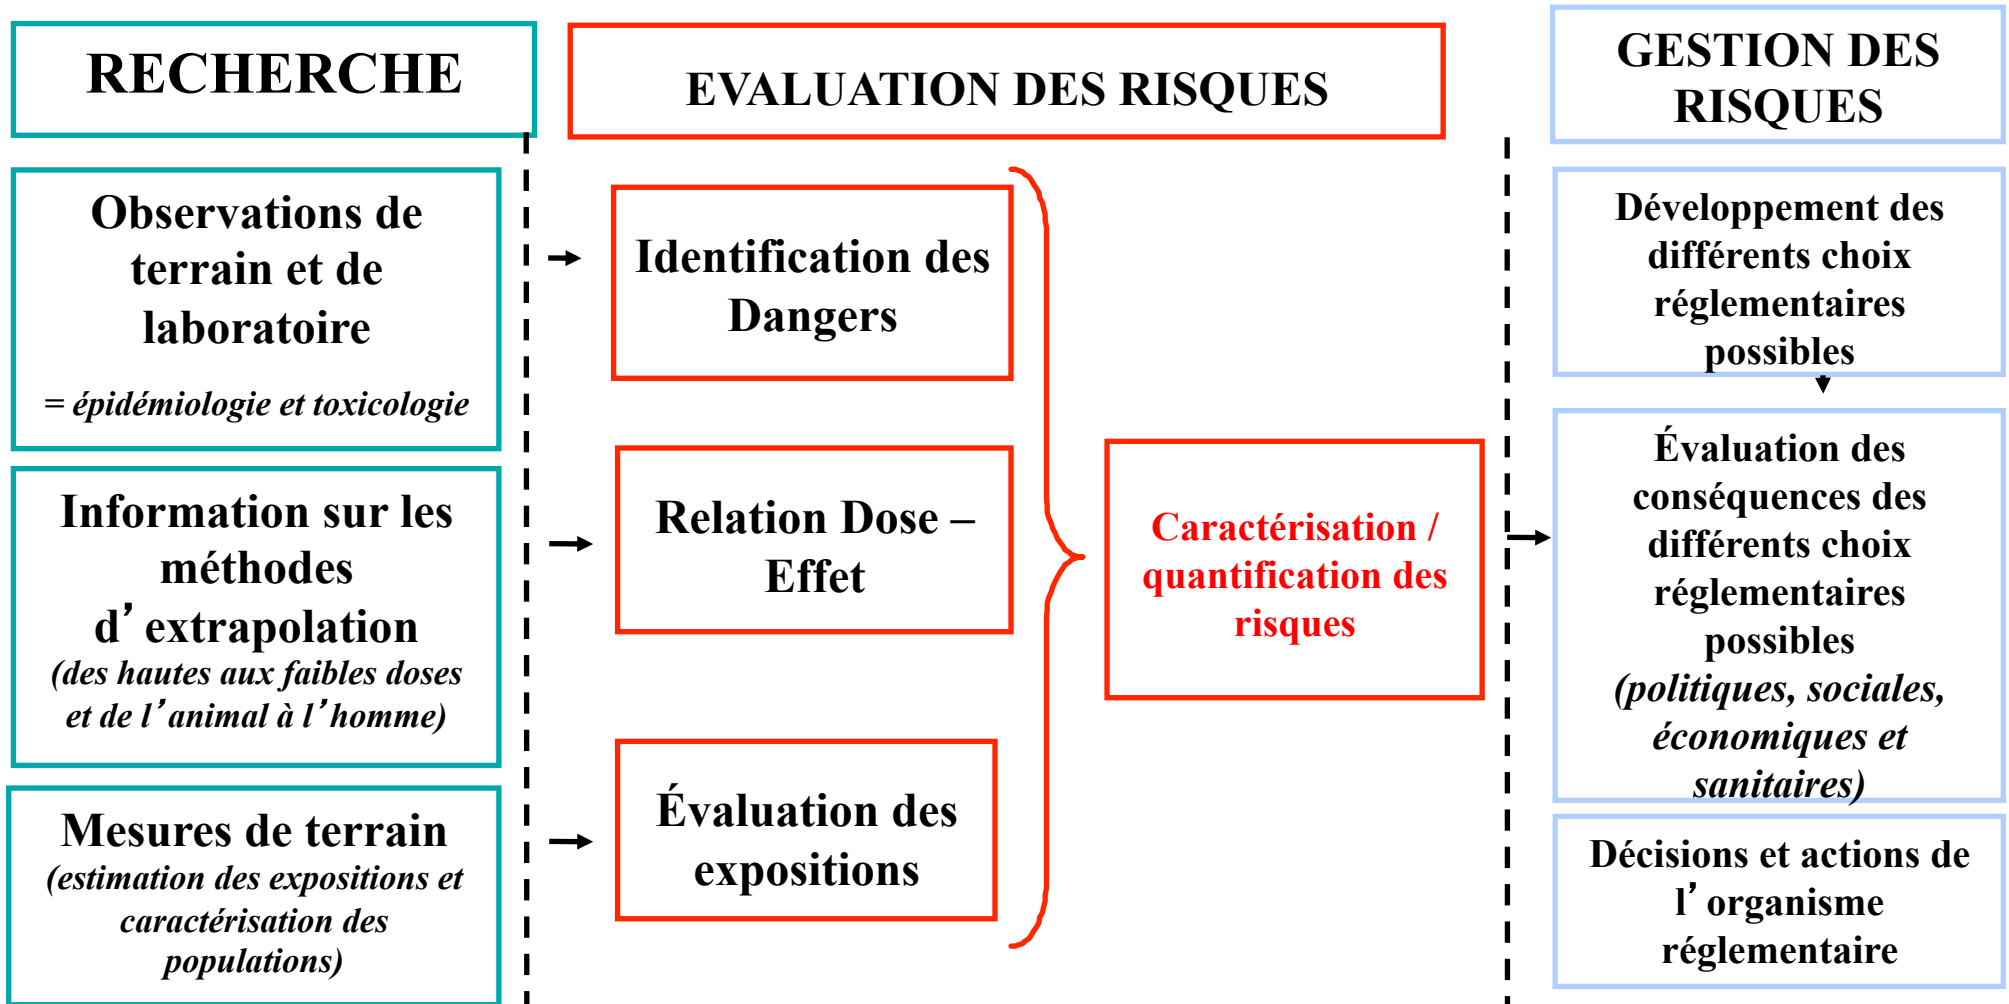 RECHERCHE
EVALUATION DES RISQUES
GESTION DES
RISQUES
Observations de
terrain et de
laboratoire
= épidémiologie et toxicologie
Information sur les
méthodes
d’ extrapolation
(des hautes aux faibles doses
et de l’animal à l’homme)
Mesures de terrain
(estimation des expositions et
caractérisation des
populations)
Identification des
Dangers
Relation Dose –
Effet
Évaluation des
expositions
Caractérisation /
quantification des
risques
Développement des
différents choix
réglementaires
possibles
Évaluation des
conséquences des
différents choix
réglementaires
possibles
(politiques, sociales,
économiques et
sanitaires)
Décisions et actions de
l’ organisme
réglementaire